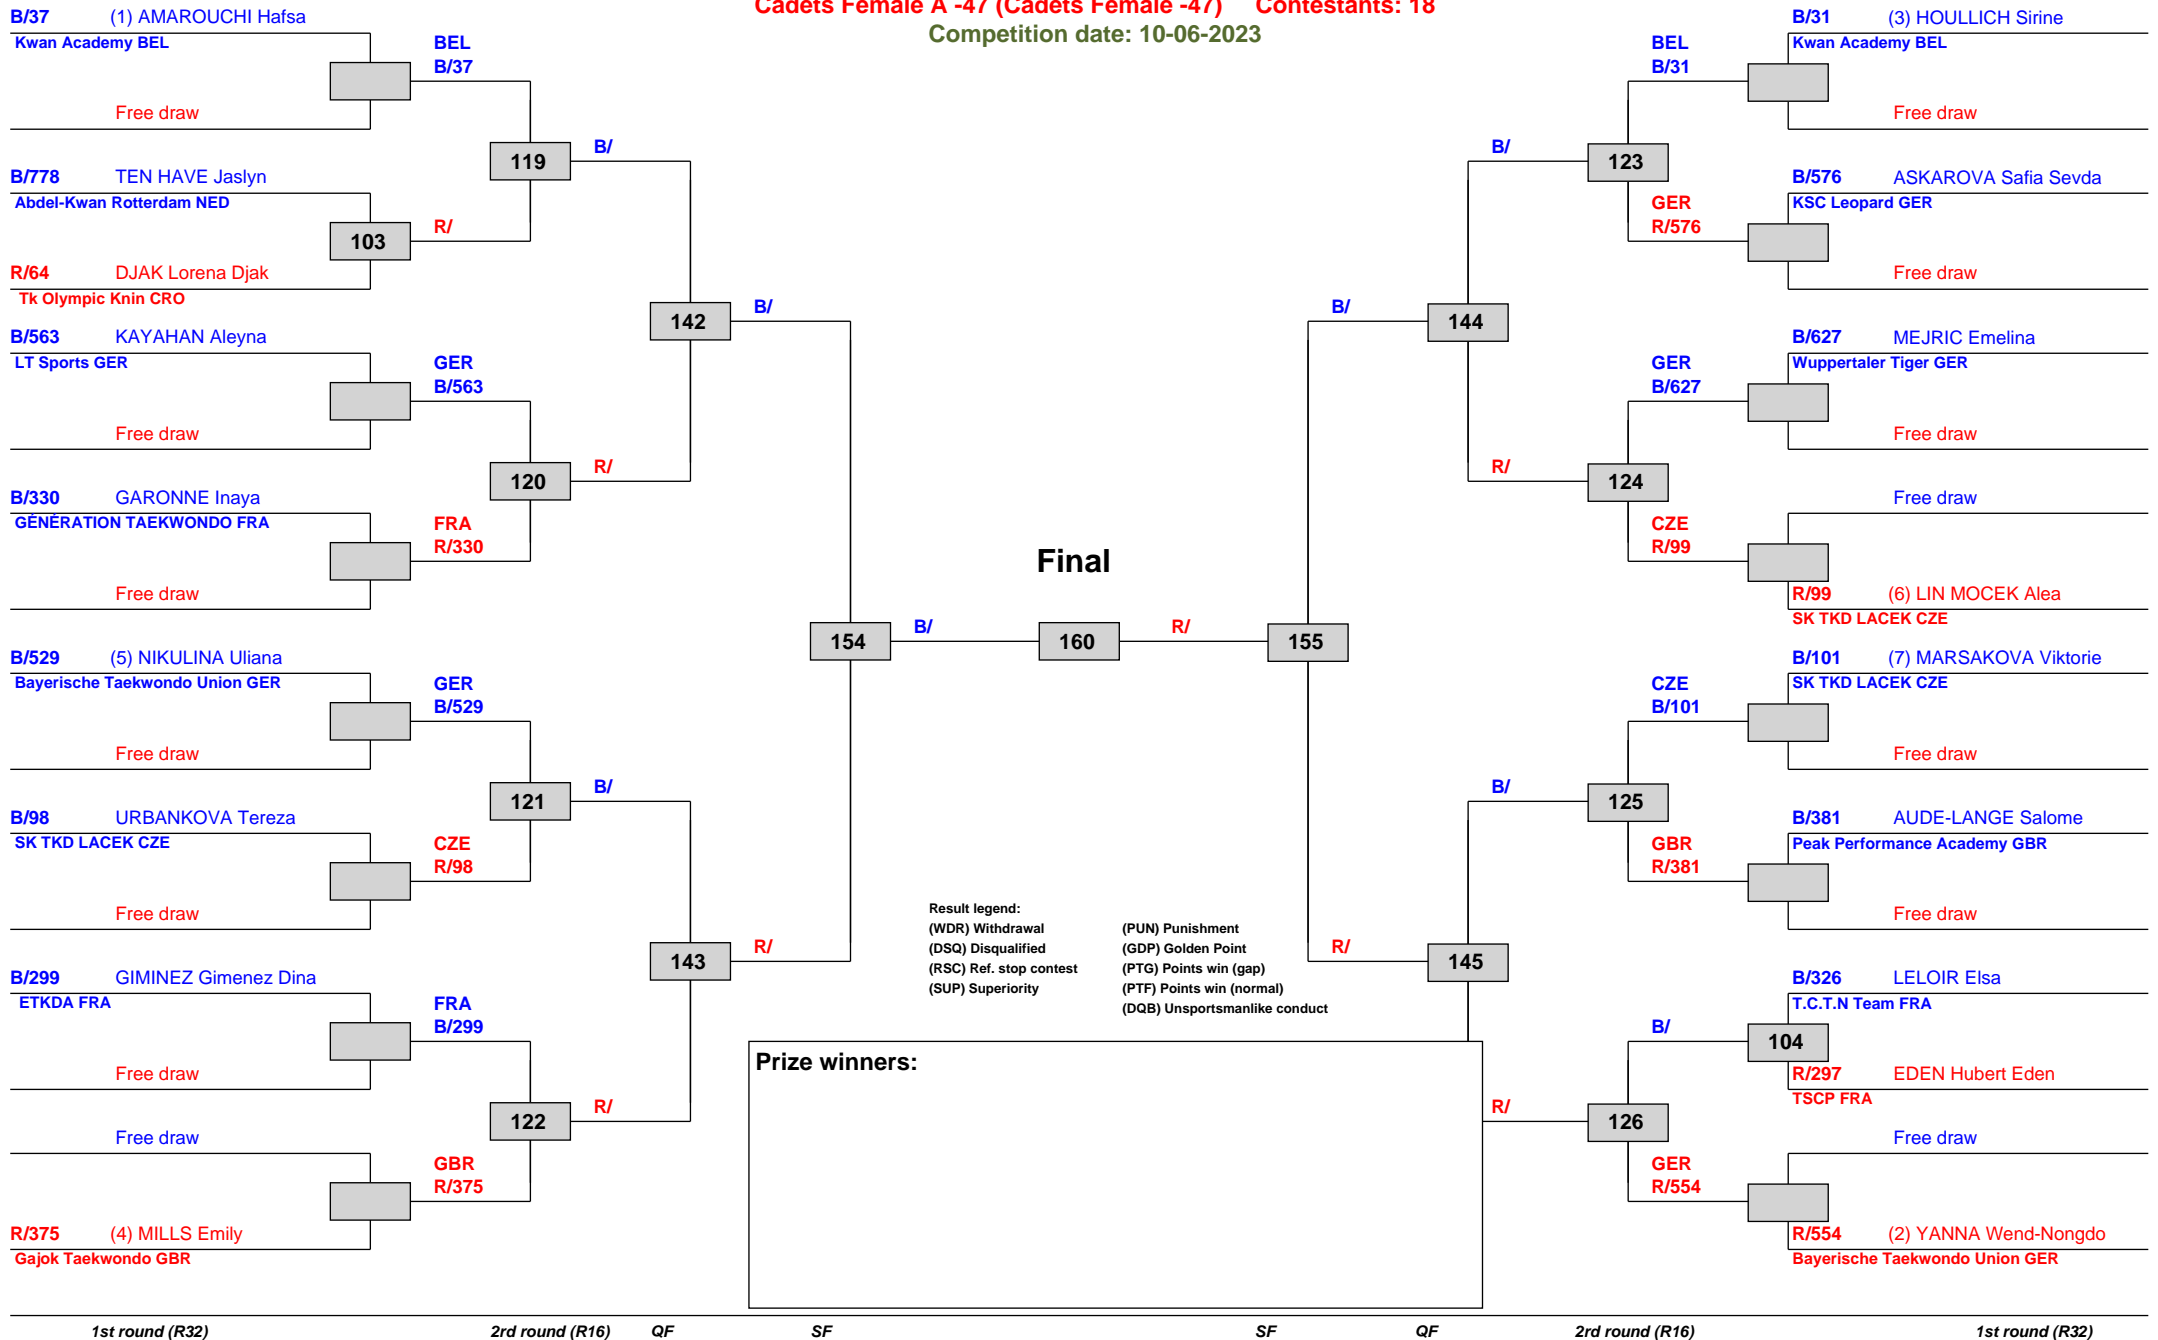 Cadets Female A -47 (Cadets Female -47) Contestants: 18
Competition date: 10-06-2023
B/37 (1) AMAROUCHI Hafsa
Kwan Academy BEL
Free draw
BEL
B/37
B/778 TEN HAVE Jaslyn
Abdel-Kwan Rotterdam NED
103
R/
R/64 DJAK Lorena Djak
Tk Olympic Knin CRO
119
B/
B/563 KAYAHAN Aleyna
LT Sports GER
GER
B/563
Free draw
B/330 GARONNE Inaya
GÉNÉRATION TAEKWONDO FRA
FRA
R/330
Free draw
120
R/
142
B/
B/529 (5) NIKULINA Uliana
Bayerische Taekwondo Union GER
GER
B/529
Free draw
B/98 URBANKOVA Tereza
SK TKD LACEK CZE
CZE
R/98
Free draw
121
B/
B/299 GIMINEZ Gimenez Dina
ETKDA FRA
FRA
B/299
Free draw
Free draw
GBR
R/375
R/375 (4) MILLS Emily
Gajok Taekwondo GBR
122
R/
143
R/
154
B/
Final
160
R/
155
B/31 (3) HOULLICH Sirine
Kwan Academy BEL
BEL
B/31
Free draw
B/576 ASKAROVA Safia Sevda
KSC Leopard GER
GER
R/576
Free draw
123
B/
B/627 MEJRIC Emelina
Wuppertaler Tiger GER
GER
B/627
Free draw
Free draw
CZE
R/99
R/99 (6) LIN MOCEK Alea
SK TKD LACEK CZE
124
R/
144
B/
B/101 (7) MARSAKOVA Viktorie
SK TKD LACEK CZE
CZE
B/101
Free draw
B/381 AUDE-LANGE Salome
Peak Performance Academy GBR
GBR
R/381
Free draw
125
B/
B/326 LELOIR Elsa
T.C.T.N Team FRA
104
B/
R/297 EDEN Hubert Eden
TSCP FRA
Free draw
GER
R/554
R/554 (2) YANNA Wend-Nongdo
Bayerische Taekwondo Union GER
126
R/
145
R/
Result legend:
(WDR) Withdrawal (PUN) Punishment
(DSQ) Disqualified (GDP) Golden Point
(RSC) Ref. stop contest (PTG) Points win (gap)
(SUP) Superiority (PTF) Points win (normal)
(DQB) Unsportsmanlike conduct
Prize winners:
1st round (R32) 2rd round (R16) QF SF SF QF 2rd round (R16) 1st round (R32)